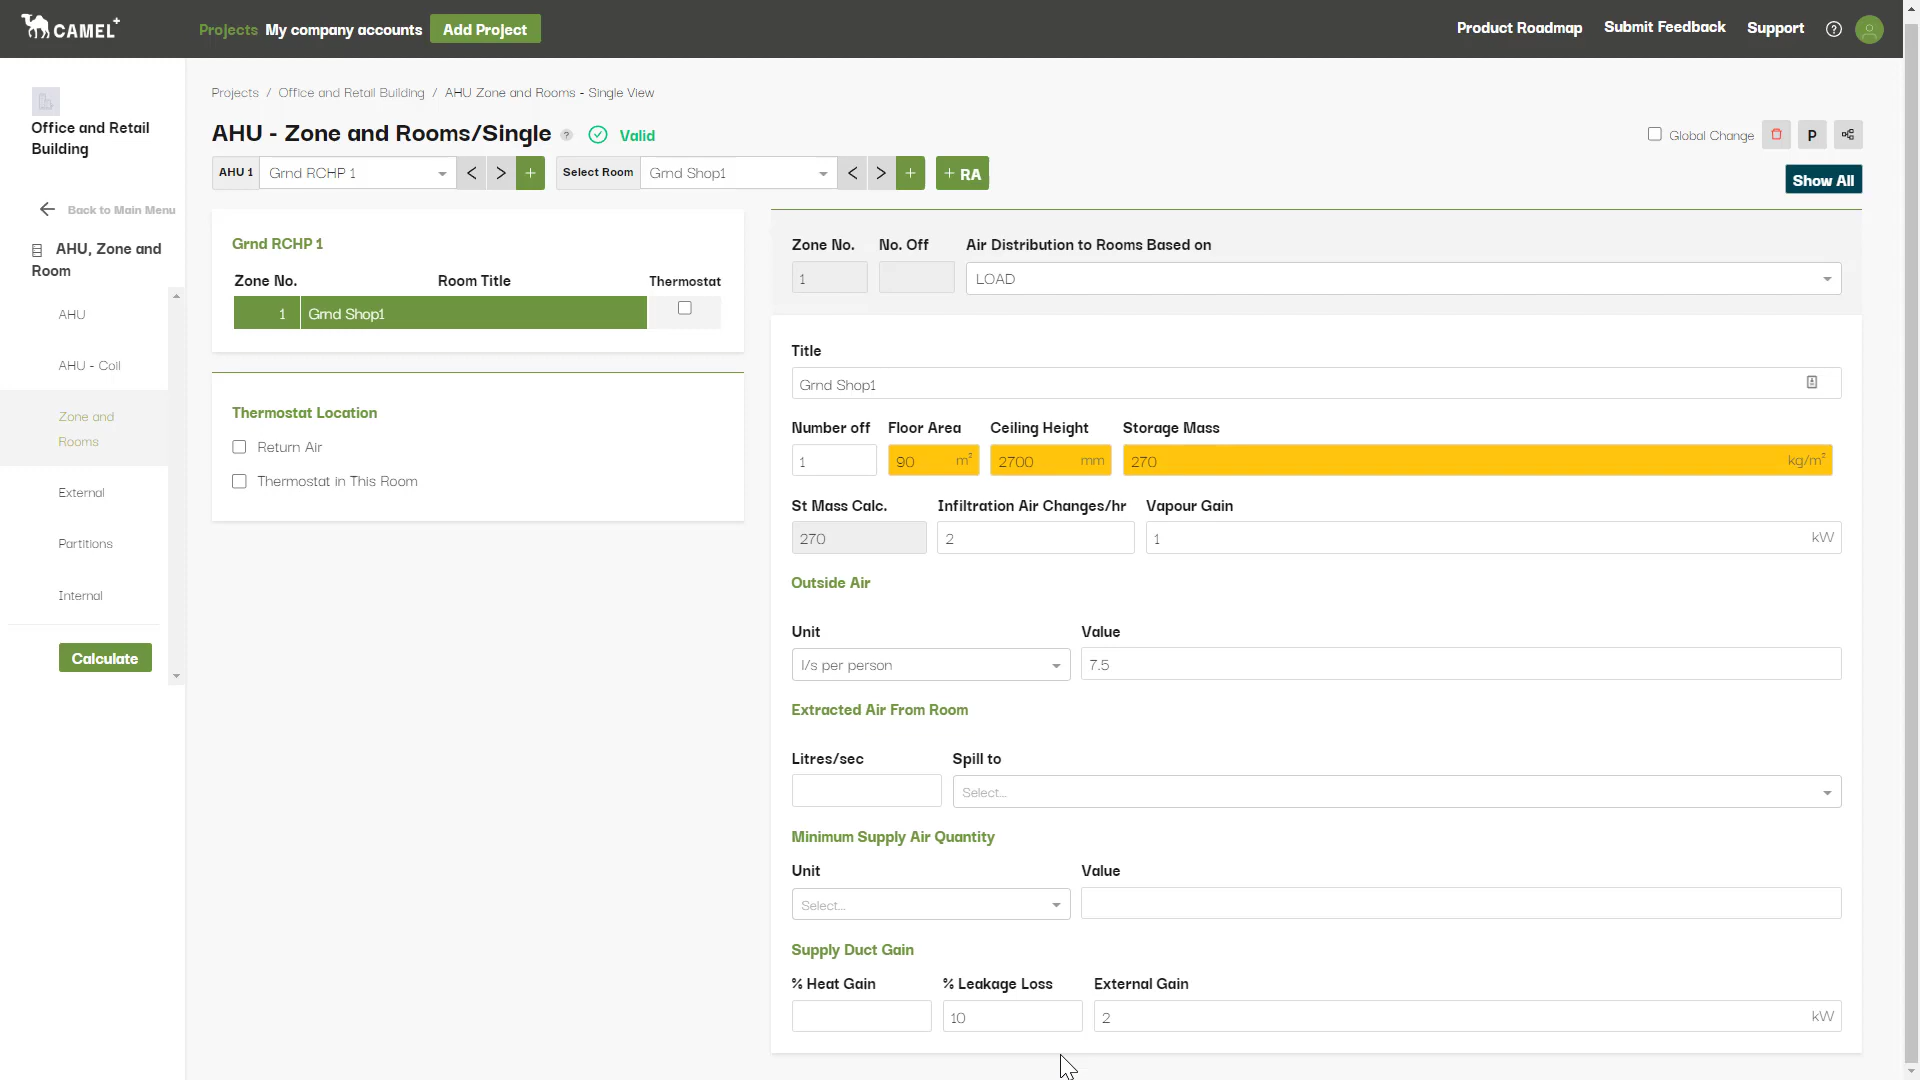 CAMEL+
Projects My company accounts Add Project
Product Roadmap Submit Feedback Support
Office and Retail
Building
Back to Main Menu
AHU, Zone and
Room
AHU
AHU - Coil
Zone and
Rooms
External
Partitions
Internal
Calculate
Projects / Office and Retail Building / AHU Zone and Rooms - Single View
AHU - Zone and Rooms/Single ? Valid
Global Change P
AHU 1 Grnd RCHP 1 < > + Select Room Grnd Shop1 < > + + RA
Show All
Grnd RCHP 1
Zone No. Room Title Thermostat
1 Grnd Shop1
Thermostat Location
Return Air
Thermostat in This Room
Zone No. No. Off Air Distribution to Rooms Based on
1 LOAD
Title
Grnd Shop1
Number off Floor Area Ceiling Height Storage Mass
1 90 m² 2700 mm 270 kg/m²
St Mass Calc. Infiltration Air Changes/hr Vapour Gain
270 2 1 kW
Outside Air
Unit Value
l/s per person 7.5
Extracted Air From Room
Litres/sec Spill to
Select...
Minimum Supply Air Quantity
Unit Value
Select...
Supply Duct Gain
% Heat Gain % Leakage Loss External Gain
10 2 kW